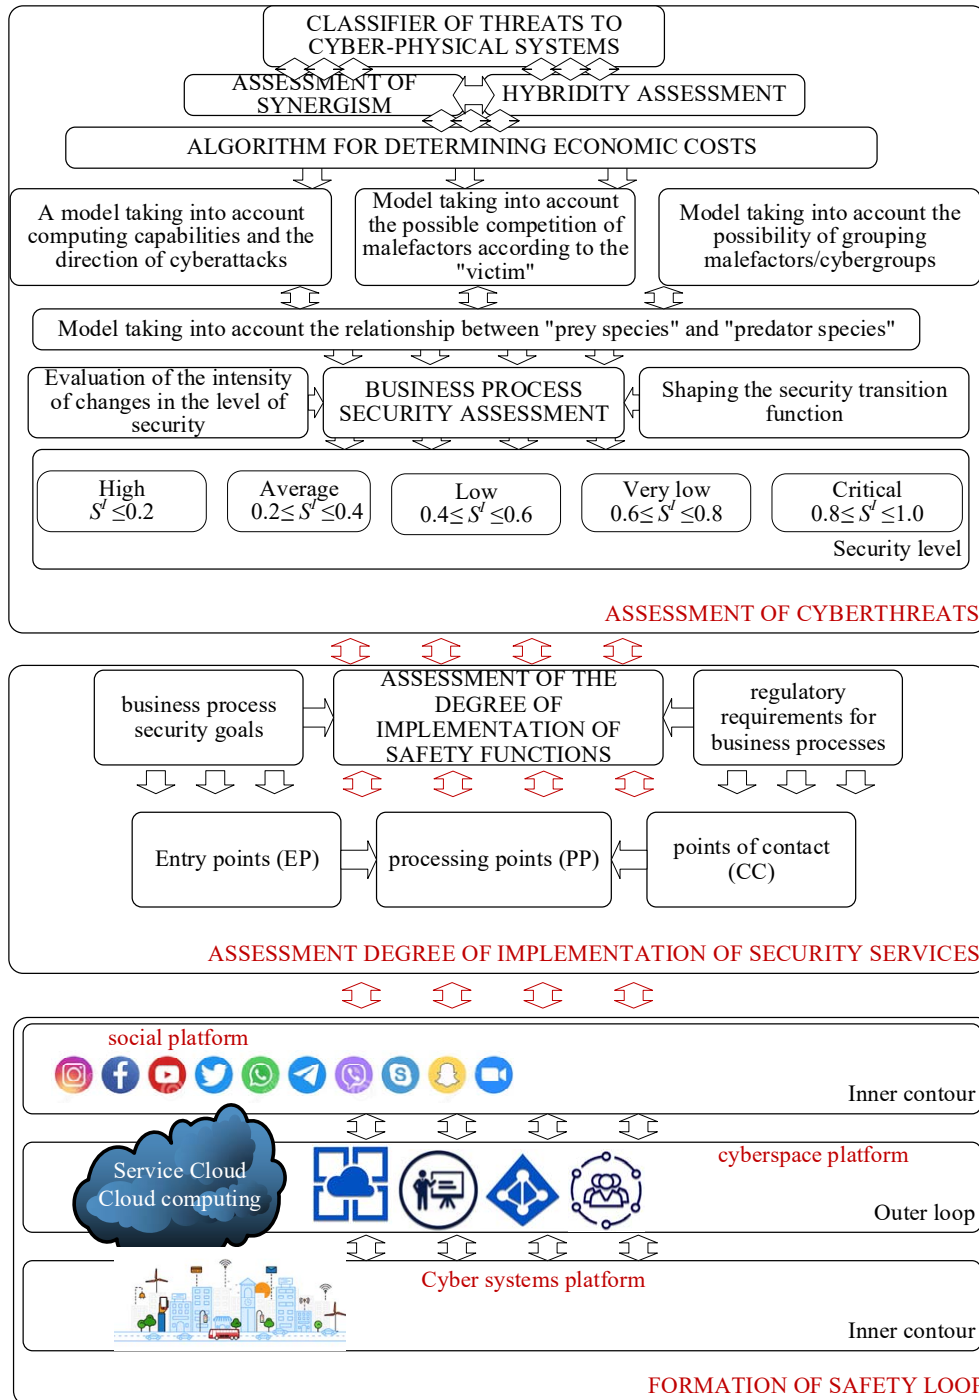 CLASSIFIER OF THREATS TO
CYBER-PHYSICAL SYSTEMS
ASSESSMENT OF
SYNERGISM
HYBRIDITY ASSESSMENT
ALGORITHM FOR DETERMINING ECONOMIC COSTS
A model taking into account
computing capabilities and the
direction of cyberattacks
Model taking into account
the possible competition of
malefactors according to the
"victim"
Model taking into account the
possibility of grouping
malefactors/cybergroups
Model taking into account the relationship between "prey species" and "predator species"
Evaluation of the intensity
of changes in the level of
security
BUSINESS PROCESS
SECURITY ASSESSMENT
Shaping the security transition
function
High
S^I ≤0.2
Average
0.2≤ S^I ≤0.4
Low
0.4≤ S^I ≤0.6
Very low
0.6≤ S^I ≤0.8
Critical
0.8≤ S^I ≤1.0
Security level
ASSESSMENT OF CYBERTHREATS
business process
security goals
ASSESSMENT OF THE
DEGREE OF
IMPLEMENTATION OF
SAFETY FUNCTIONS
regulatory
requirements for
business processes
Entry points (EP)
processing points (PP)
points of contact
(CC)
ASSESSMENT DEGREE OF IMPLEMENTATION OF SECURITY SERVICES
social platform
Inner contour
Service Cloud
Cloud computing
cyberspace platform
Outer loop
Cyber systems platform
Inner contour
FORMATION OF SAFETY LOOP